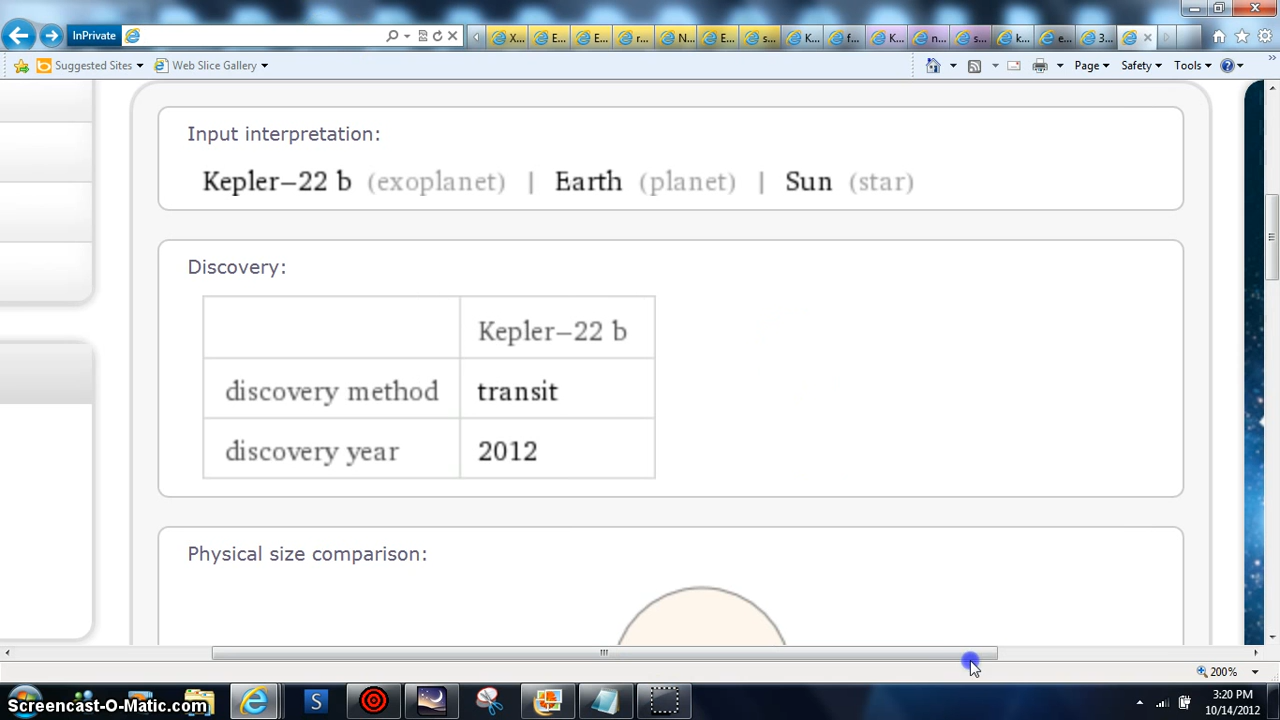 InPrivate
X...
E...
E...
r...
N...
E...
s...
K...
f...
K...
n...
s...
k...
e...
3...
Suggested Sites
Web Slice Gallery
Page
Safety
Tools
Input interpretation:
Kepler–22 b (exoplanet) | Earth (planet) | Sun (star)
Discovery:
Kepler–22 b
discovery method transit
discovery year 2012
Physical size comparison:
200%
Screencast-O-Matic.com
3:20 PM
10/14/2012